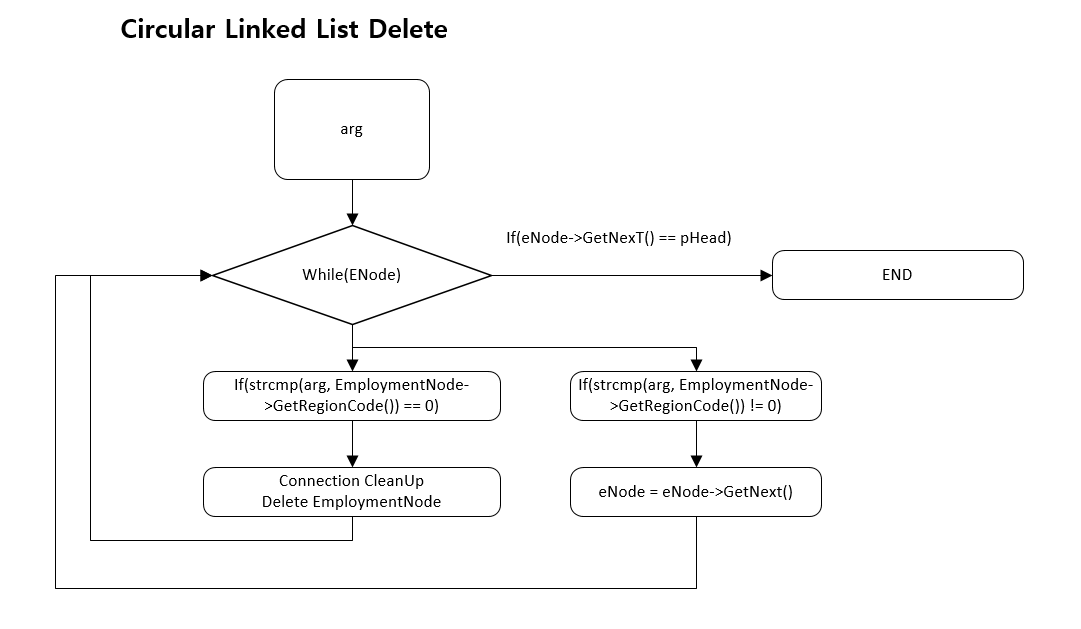 Circular Linked List Delete
arg
If(eNode->GetNexT() == pHead)
While(ENode)
END
If(strcmp(arg, EmploymentNode-
>GetRegionCode()) == 0)
If(strcmp(arg, EmploymentNode-
>GetRegionCode()) != 0)
Connection CleanUp
Delete EmploymentNode
eNode = eNode->GetNext()